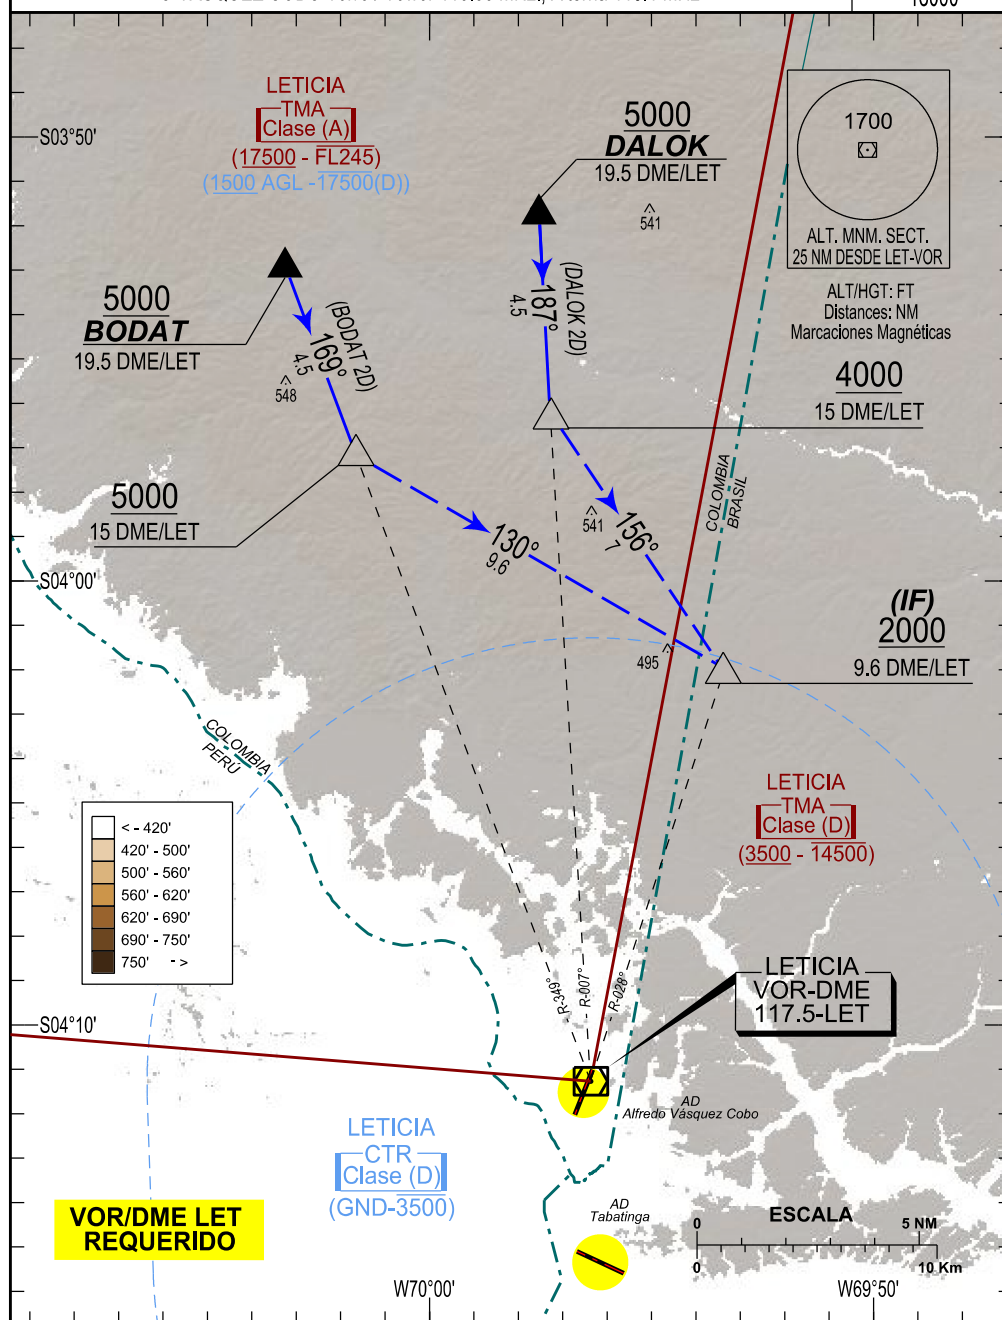 10000
LETICIA
TMA
Clase (A)
(17500 - FL245)
(1500 AGL -17500(D))
5000
DALOK
19.5 DME/LET
1700
ALT. MNM. SECT.
25 NM DESDE LET-VOR
ALT/HGT: FT
Distances: NM
Marcaciones Magnéticas
S03°50'
541
5000
BODAT
19.5 DME/LET
(BODAT 2D)
169°
4.5
548
(DALOK 2D)
187°
4.5
4000
15 DME/LET
5000
15 DME/LET
COLOMBIA
BRASIL
541
130°
9.6
156°
7
S04°00'
(IF)
2000
9.6 DME/LET
495
COLOMBIA
PERÚ
LETICIA
TMA
Clase (D)
(3500 - 14500)
< - 420'
420' - 500'
500' - 560'
560' - 620'
620' - 690'
690' - 750'
750' - >
R-349°
R-007°
R-028°
LETICIA
VOR-DME
117.5-LET
S04°10'
AD
Alfredo Vásquez Cobo
LETICIA
CTR
Clase (D)
(GND-3500)
VOR/DME LET
REQUERIDO
AD
Tabatinga
ESCALA
0 5 NM
0 10 Km
W70°00'
W69°50'